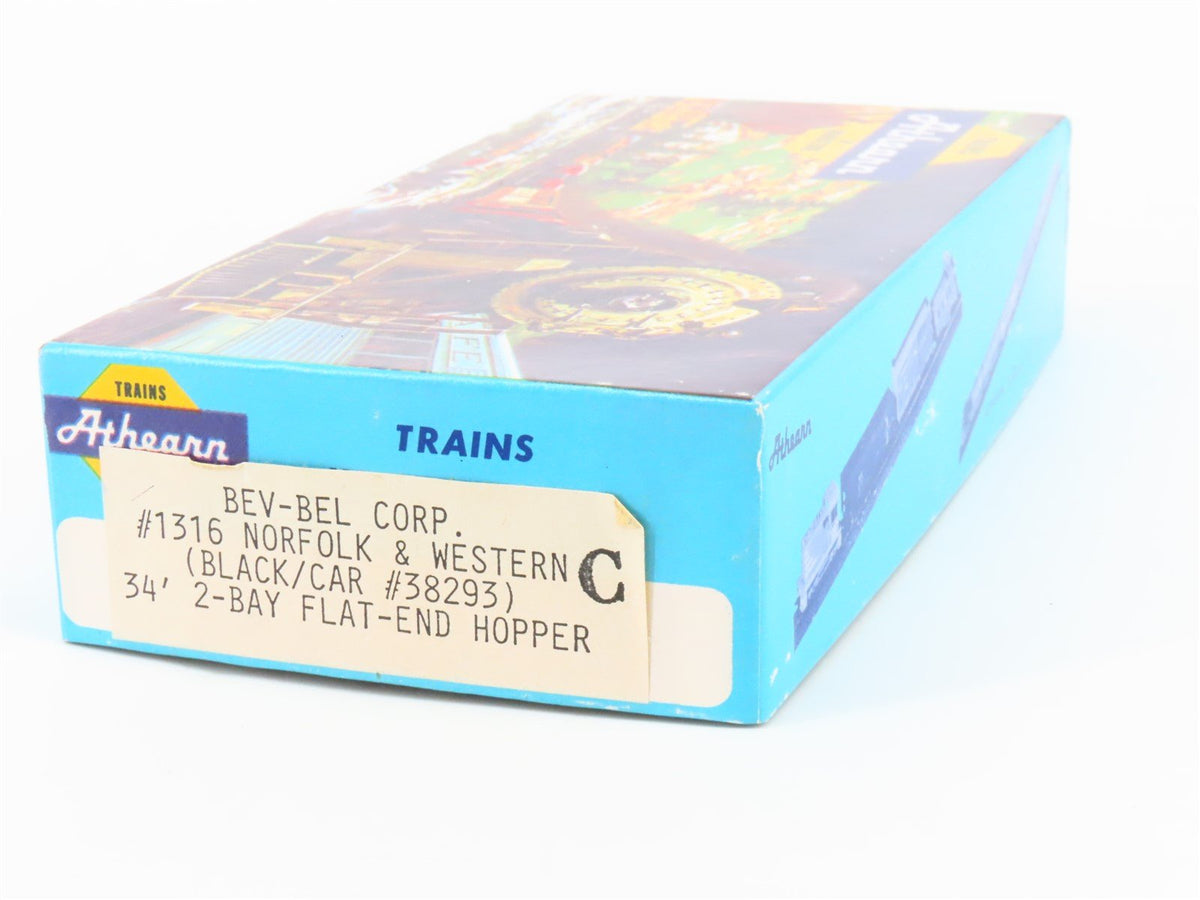 Athearn
TRAINS
Athearn
TRAINS
BEV-BEL CORP.
#1316 NORFOLK & WESTERN
(BLACK/CAR #38293)
34' 2-BAY FLAT-END HOPPER
C
Athearn